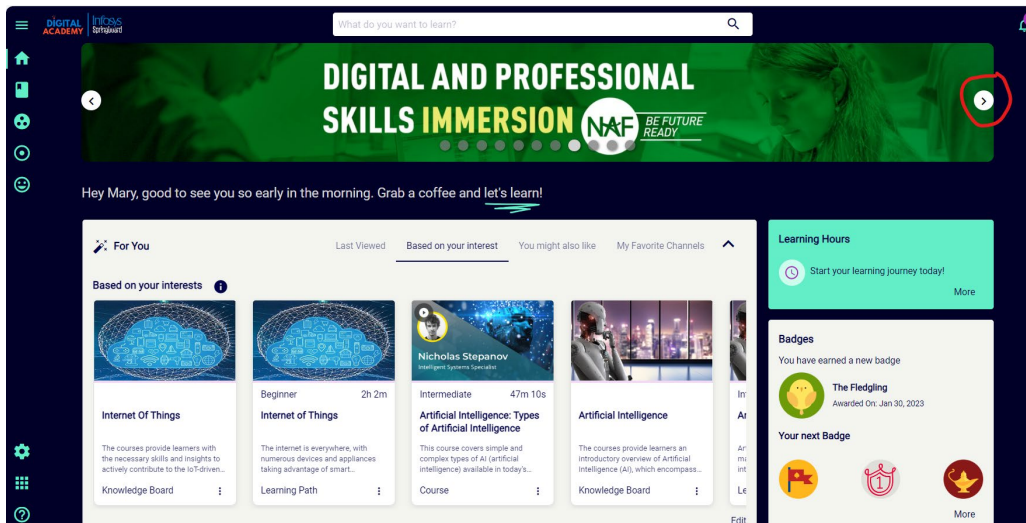 DIGITAL ACADEMY
Infosys Springboard
What do you want to learn?
DIGITAL AND PROFESSIONAL
SKILLS IMMERSION
NAF
BE FUTURE
READY
Hey Mary, good to see you so early in the morning. Grab a coffee and let's learn!
For You
Last Viewed
Based on your interest
You might also like
My Favorite Channels
Based on your interests
Internet Of Things
The courses provide learners with
the necessary skills and insights to
actively contribute to the IoT-driven...
Knowledge Board
Beginner 2h 2m
Internet of Things
The internet is everywhere, with
numerous devices and appliances
taking advantage of smart...
Learning Path
Nicholas Stepanov
Intelligent Systems Specialist
Intermediate 47m 10s
Artificial Intelligence: Types
of Artificial Intelligence
This course covers simple and
complex types of AI (artificial
intelligence) available in today's...
Course
Artificial Intelligence
The courses provide learners an
introductory overview of Artificial
Intelligence (AI), which encompass...
Knowledge Board
Edit
Learning Hours
Start your learning journey today!
More
Badges
You have earned a new badge
The Fledgling
Awarded On: Jan 30, 2023
Your next Badge
1
More